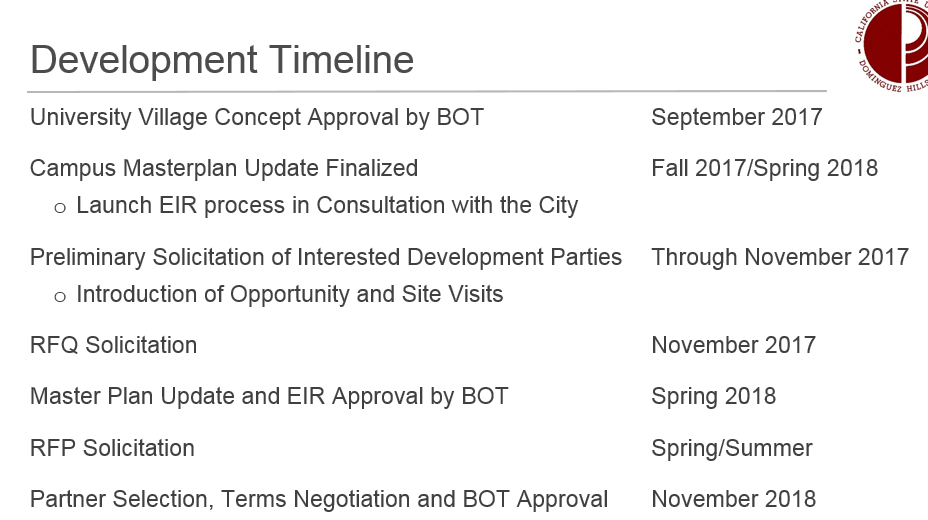 CALIFORNIA STATE
DOMINGUEZ HILLS
Development Timeline
University Village Concept Approval by BOT September 2017
Campus Masterplan Update Finalized Fall 2017/Spring 2018
o Launch EIR process in Consultation with the City
Preliminary Solicitation of Interested Development Parties Through November 2017
o Introduction of Opportunity and Site Visits
RFQ Solicitation November 2017
Master Plan Update and EIR Approval by BOT Spring 2018
RFP Solicitation Spring/Summer
Partner Selection, Terms Negotiation and BOT Approval November 2018